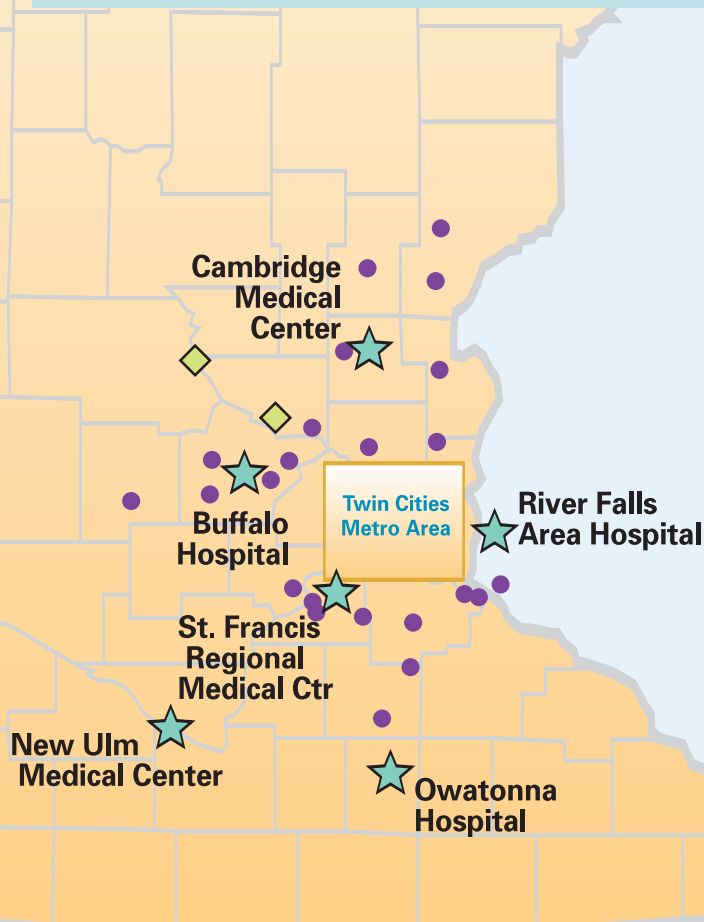 Cambridge
Medical
Center
Twin Cities
Metro Area
River Falls
Area Hospital
Buffalo
Hospital
St. Francis
Regional
Medical Ctr
New Ulm
Medical Center
Owatonna
Hospital